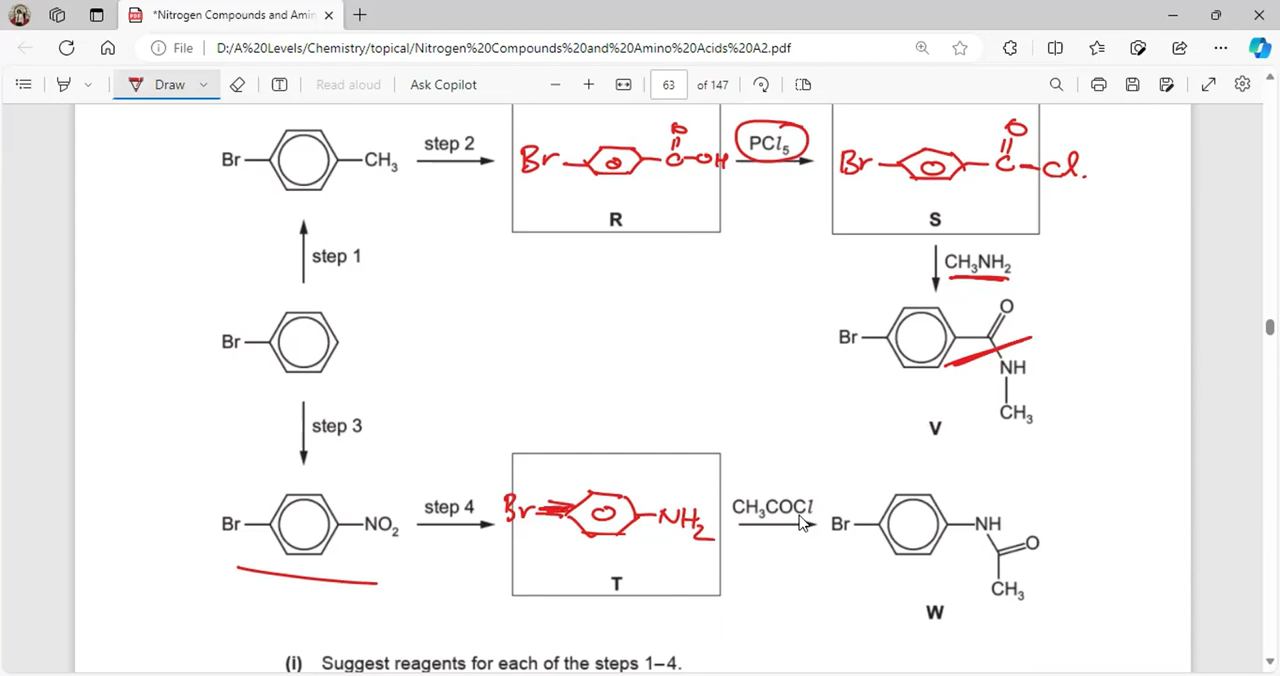 *Nitrogen Compounds and Amin
File D:/A%20Levels/Chemistry/topical/Nitrogen%20Compounds%20and%20Amino%20Acids%20A2.pdf
Draw Read aloud Ask Copilot 63 of 147
Br CH3 step 2 Br C O OH PCl5 Br C O Cl.
R S
step 1 CH3NH2
Br Br O
NH
CH3
step 3 V
Br NO2 step 4 Br NH2 CH3COCl Br NH
O
CH3
T W
(i) Suggest reagents for each of the steps 1–4.